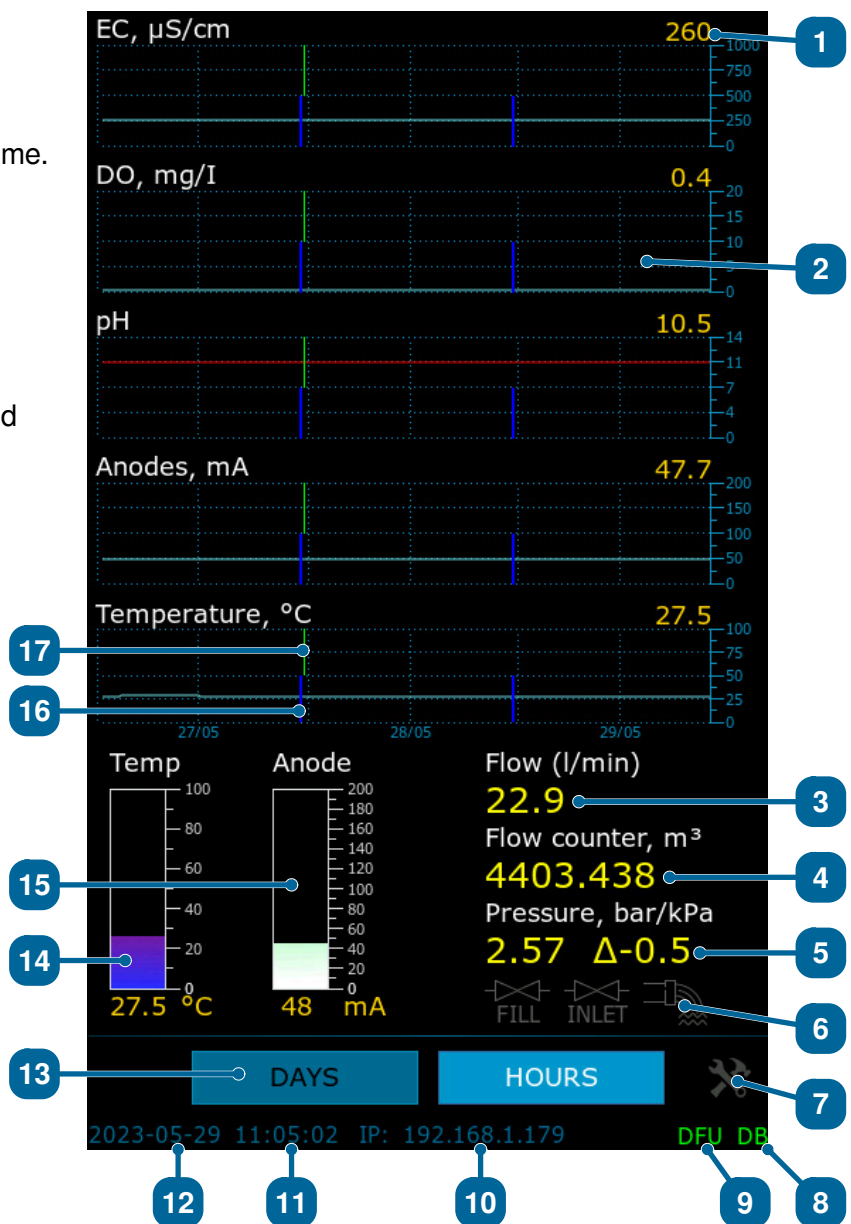 EC, µS/cm 260 1
1000
750
500
250
0
me.
DO, mg/l 0.4
20
15
10
5 2
0
pH 10.5
14
11
7
4
0
d
Anodes, mA 47.7
200
150
100
50
0
Temperature, °C 27.5
100
17
75
50
25
16
0
27/05 28/05 29/05
Temp Anode Flow (l/min)
100 200
22.9 3
180
80 160
Flow counter, m³
140
60 120
15 4403.438 4
100
40 80
Pressure, bar/kPa
60
14 20 40 2.57 Δ-0.5 5
20
0 0
27.5 °C 48 mA
FILL INLET 6
13 DAYS HOURS 7
2023-05-29 11:05:02 IP: 192.168.1.179 DFU DB
12 11 10 9 8